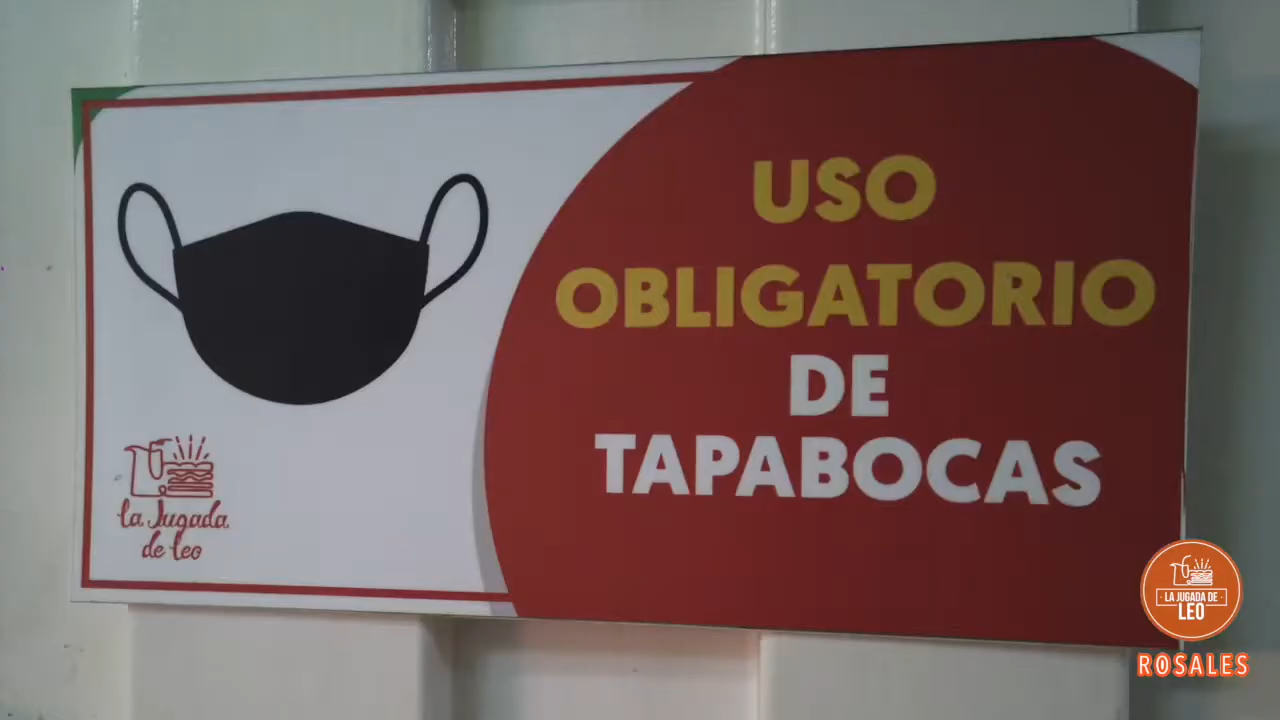 USO
OBLIGATORIO
DE
TAPABOCAS
la Jugada
de leo
LA JUGADA DE
LEO
ROSALES